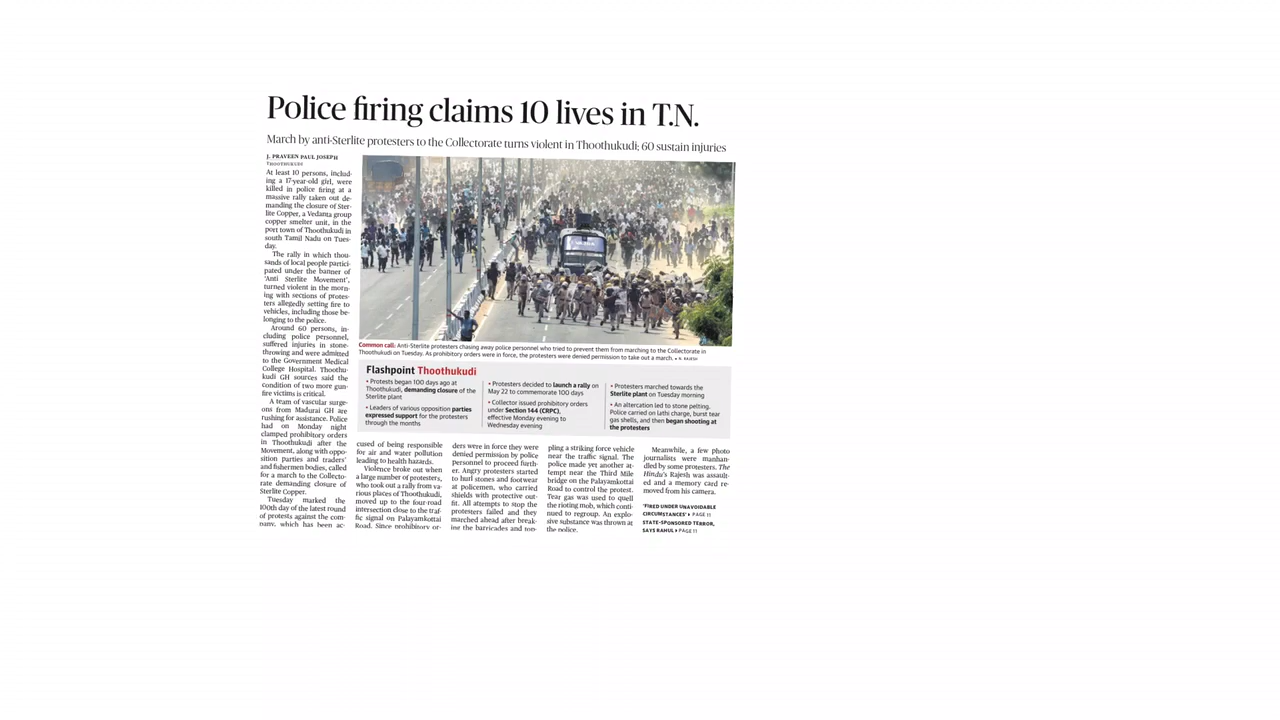 Police firing claims 10 lives in T.N.
March by anti-Sterlite protesters to the Collectorate turns violent in Thoothukudi; 60 sustain injuries
J. PRAVEEN PAUL JOSEPH
THOOTHUKUDI
At least 10 persons, includ-
ing a 17-year-old girl, were
killed in police firing at a
massive rally taken out de-
manding the closure of Ster-
lite Copper, a Vedanta group
copper smelter unit, in the
port town of Thoothukudi in
south Tamil Nadu on Tues-
day.
The rally in which thou-
sands of local people partici-
pated under the banner of
'Anti Sterlite Movement',
turned violent in the morn-
ing with sections of protes-
ters allegedly setting fire to
vehicles, including those be-
longing to the police.
Around 60 persons, in-
cluding police personnel,
suffered injuries in stone-
throwing and were admitted
to the Government Medical
College Hospital. Thoothu-
kudi GH sources said the
condition of two more gun-
fire victims is critical.
A team of vascular surge-
ons from Madurai GH are
rushing for assistance. Police
had on Monday night
clamped prohibitory orders
in Thoothukudi after the
Movement, along with oppo-
sition parties and traders'
and fishermen bodies, called
for a march to the Collecto-
rate demanding closure of
Sterlite Copper.
Tuesday marked the
100th day of the latest round
of protests against the com-
pany, which has been ac-
Common call: Anti-Sterlite protesters chasing away police personnel who tried to prevent them from marching to the Collectorate in
Thoothukudi on Tuesday. As prohibitory orders were in force, the protesters were denied permission to take out a march. • N. RAJESH
Flashpoint Thoothukudi
• Protests began 100 days ago at
Thoothukudi, demanding closure of the
Sterlite plant
• Leaders of various opposition parties
expressed support for the protesters
through the months
• Protesters decided to launch a rally on
May 22 to commemorate 100 days
• Collector issued prohibitory orders
under Section 144 (CRPC),
effective Monday evening to
Wednesday evening
• Protesters marched towards the
Sterlite plant on Tuesday morning
• An altercation led to stone pelting.
Police carried on lathi charge, burst tear
gas shells, and then began shooting at
the protesters
cused of being responsible
for air and water pollution
leading to health hazards.
Violence broke out when
a large number of protesters,
who took out a rally from va-
rious places of Thoothukudi,
moved up to the four-road
intersection close to the traf-
fic signal on Palayamkottai
Road. Since prohibitory or-
ders were in force they were
denied permission by police
personnel to proceed furth-
er. Angry protesters started
to hurl stones and footwear
at policemen, who carried
shields with protective out-
fit. All attempts to stop the
protesters failed and they
marched ahead after break-
ing the barricades and top-
pling a striking force vehicle
near the traffic signal. The
police made yet another at-
tempt near the Third Mile
bridge on the Palayamkottai
Road to control the protest.
Tear gas was used to quell
the rioting mob, which conti-
nued to regroup. An explo-
sive substance was thrown at
the police.
Meanwhile, a few photo
journalists were manhan-
dled by some protesters. The
Hindu's Rajesh was assault-
ed and a memory card re-
moved from his camera.
'FIRED UNDER UNAVOIDABLE
CIRCUMSTANCES' ▸ PAGE 11
STATE-SPONSORED TERROR,
SAYS RAHUL ▸ PAGE 11